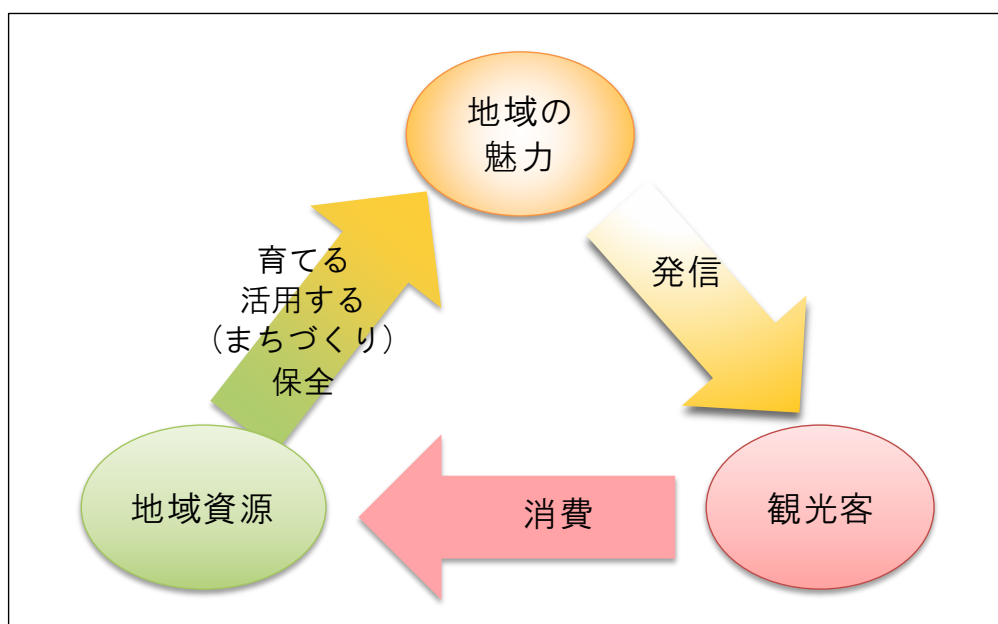 地域の
魅力
育てる
活用する
（まちづくり）
保全
発信
地域資源
消費
観光客